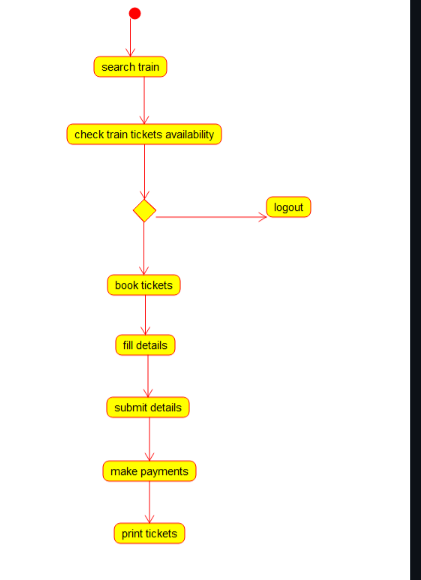 search train
check train tickets availability
logout
book tickets
fill details
submit details
make payments
print tickets